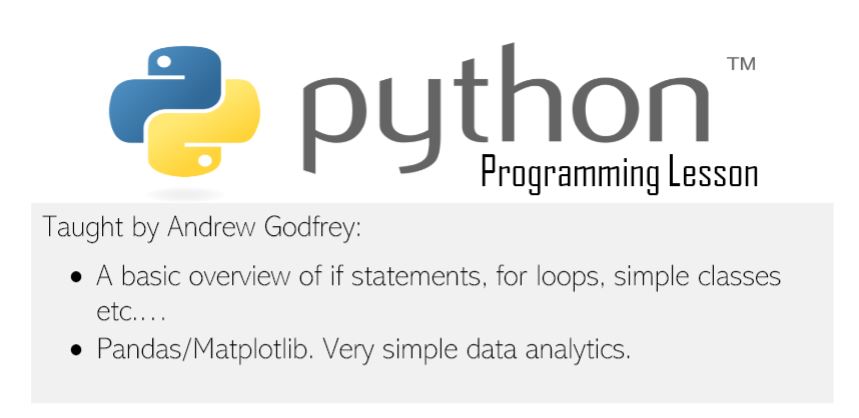 python™
Programming Lesson
Taught by Andrew Godfrey:
• A basic overview of if statements, for loops, simple classes
etc....
• Pandas/Matplotlib. Very simple data analytics.